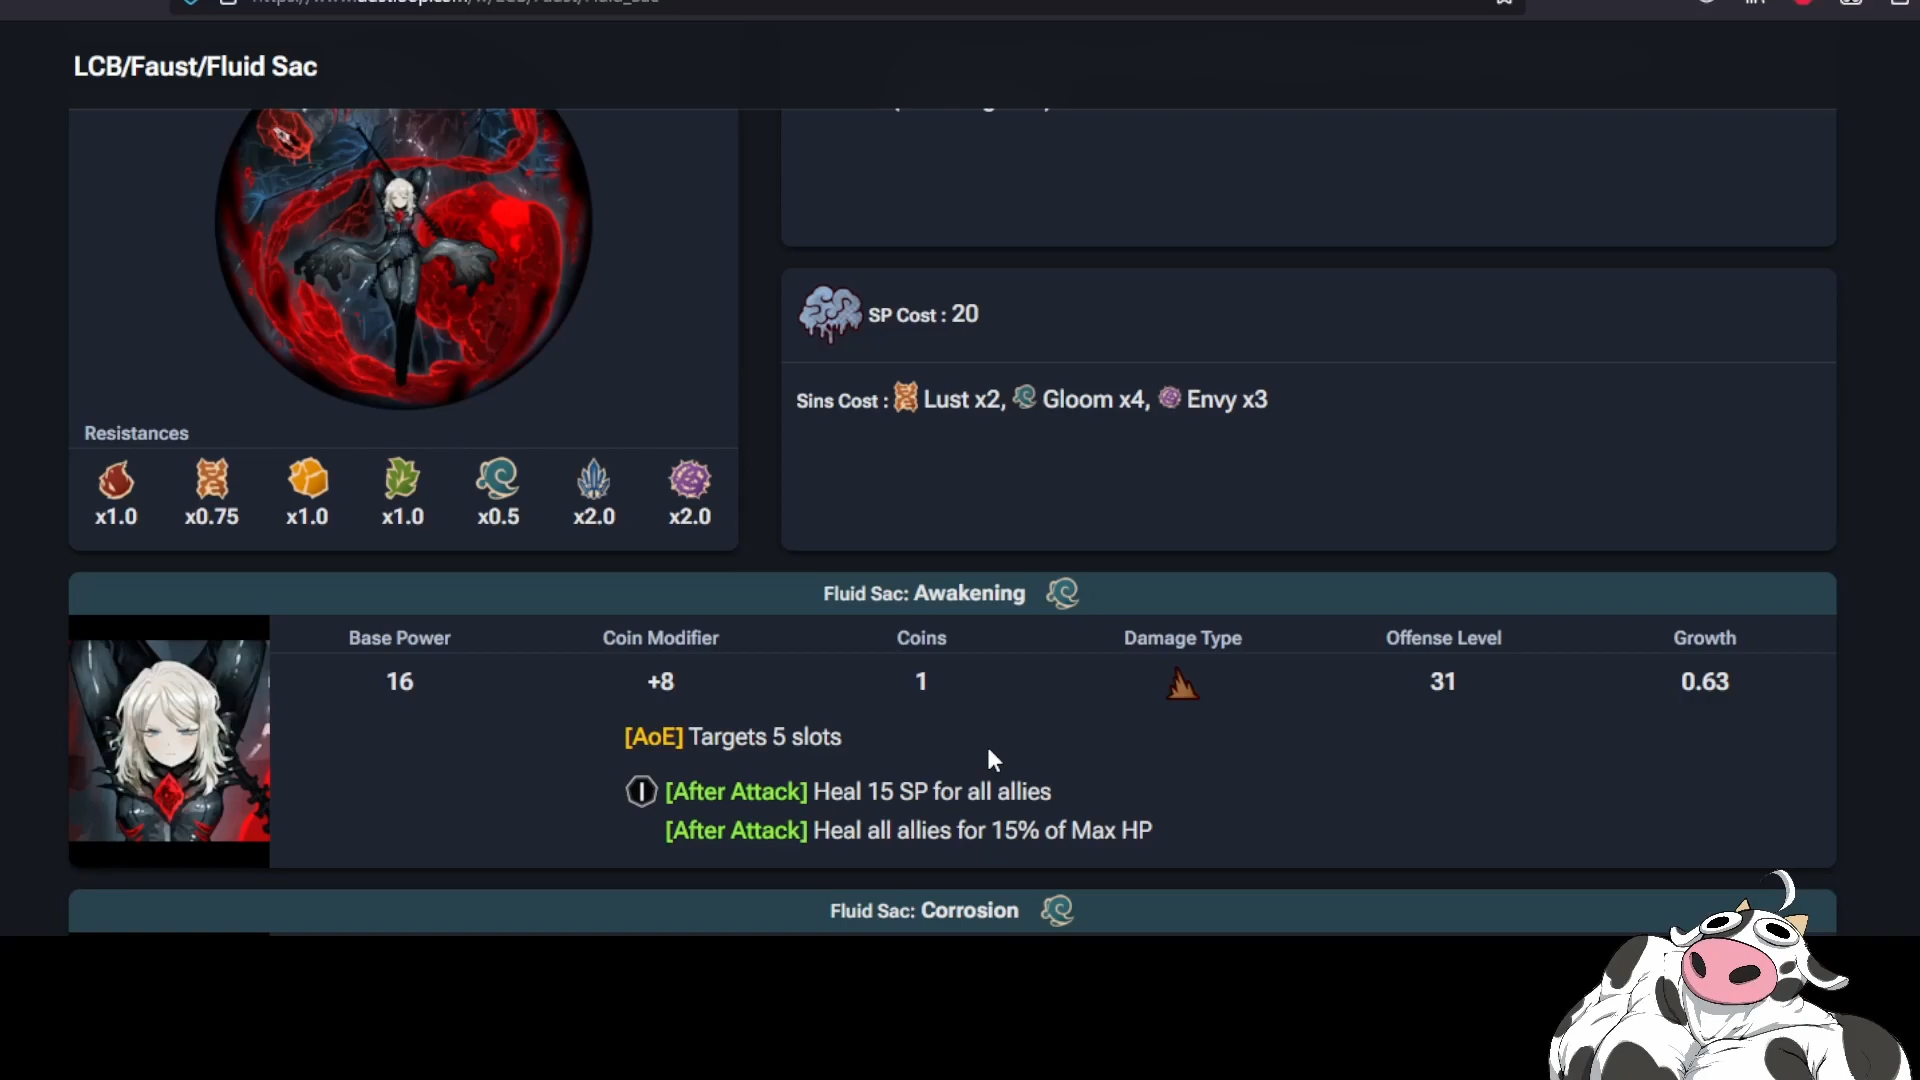 LCB/Faust/Fluid Sac
Resistances
x1.0 x0.75 x1.0 x1.0 x0.5 x2.0 x2.0
SP Cost : 20
Sins Cost : Lust x2, Gloom x4, Envy x3
Fluid Sac: Awakening
Base Power Coin Modifier Coins Damage Type Offense Level Growth
16 +8 1 31 0.63
[AoE] Targets 5 slots
I [After Attack] Heal 15 SP for all allies
[After Attack] Heal all allies for 15% of Max HP
Fluid Sac: Corrosion